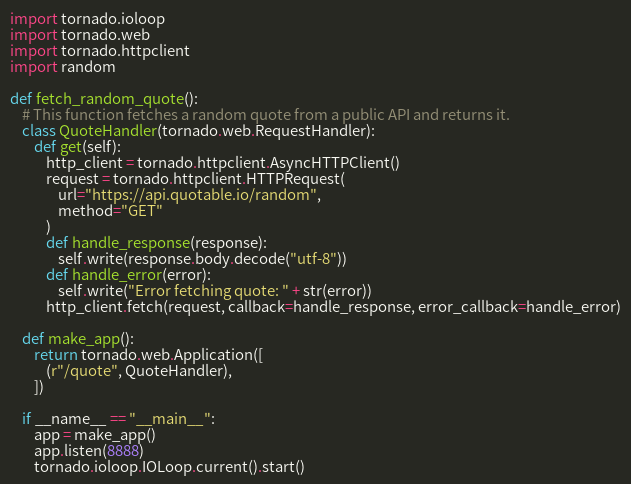 import tornado.ioloop
import tornado.web
import tornado.httpclient
import random

def fetch_random_quote():
    # This function fetches a random quote from a public API and returns it.
    class QuoteHandler(tornado.web.RequestHandler):
        def get(self):
            http_client = tornado.httpclient.AsyncHTTPClient()
            request = tornado.httpclient.HTTPRequest(
                url="https://api.quotable.io/random",
                method="GET"
            )
            def handle_response(response):
                self.write(response.body.decode("utf-8"))
            def handle_error(error):
                self.write("Error fetching quote: " + str(error))
            http_client.fetch(request, callback=handle_response, error_callback=handle_error)

    def make_app():
        return tornado.web.Application([
            (r"/quote", QuoteHandler),
        ])

    if __name__ == "__main__":
        app = make_app()
        app.listen(8888)
        tornado.ioloop.IOLoop.current().start()